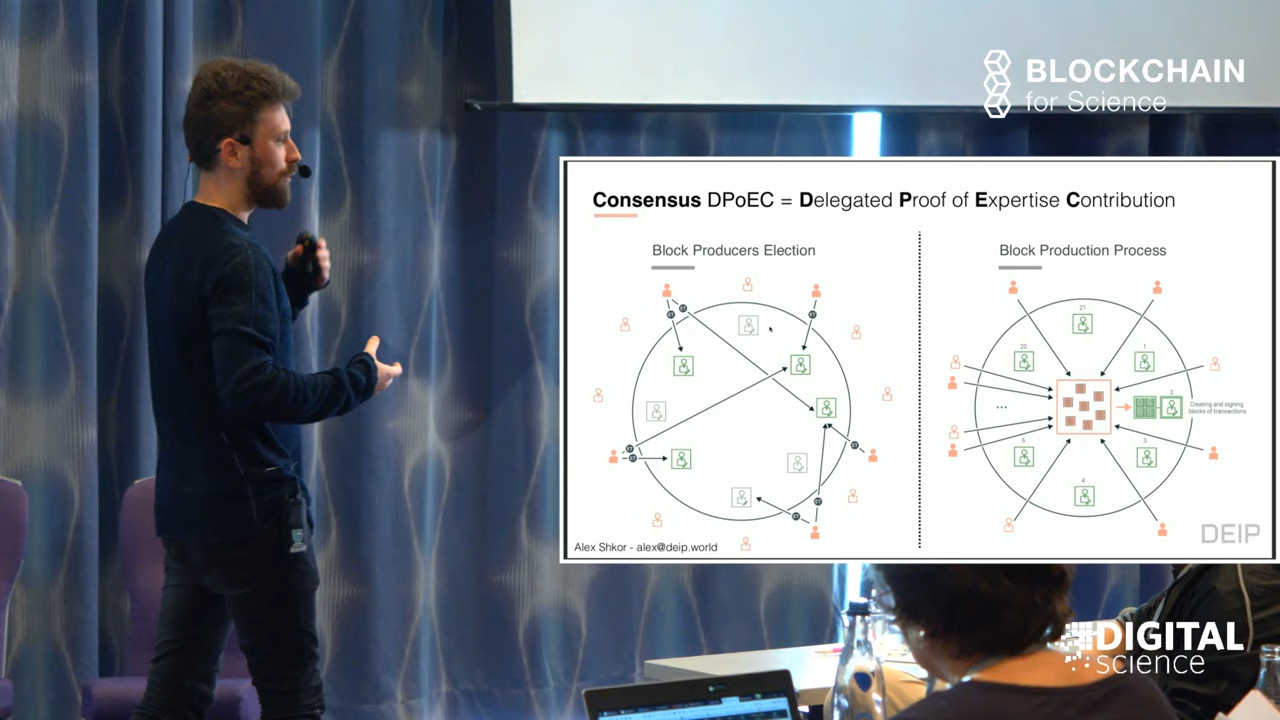 BLOCKCHAIN
for Science
Consensus DPoEC = Delegated Proof of Expertise Contribution
Block Producers Election
Block Production Process
21
20
1
2
Creating and signing
blocks of transactions
...
5
3
4
DEIP
Alex Shkor - alex@deip.world
DIGITAL
science